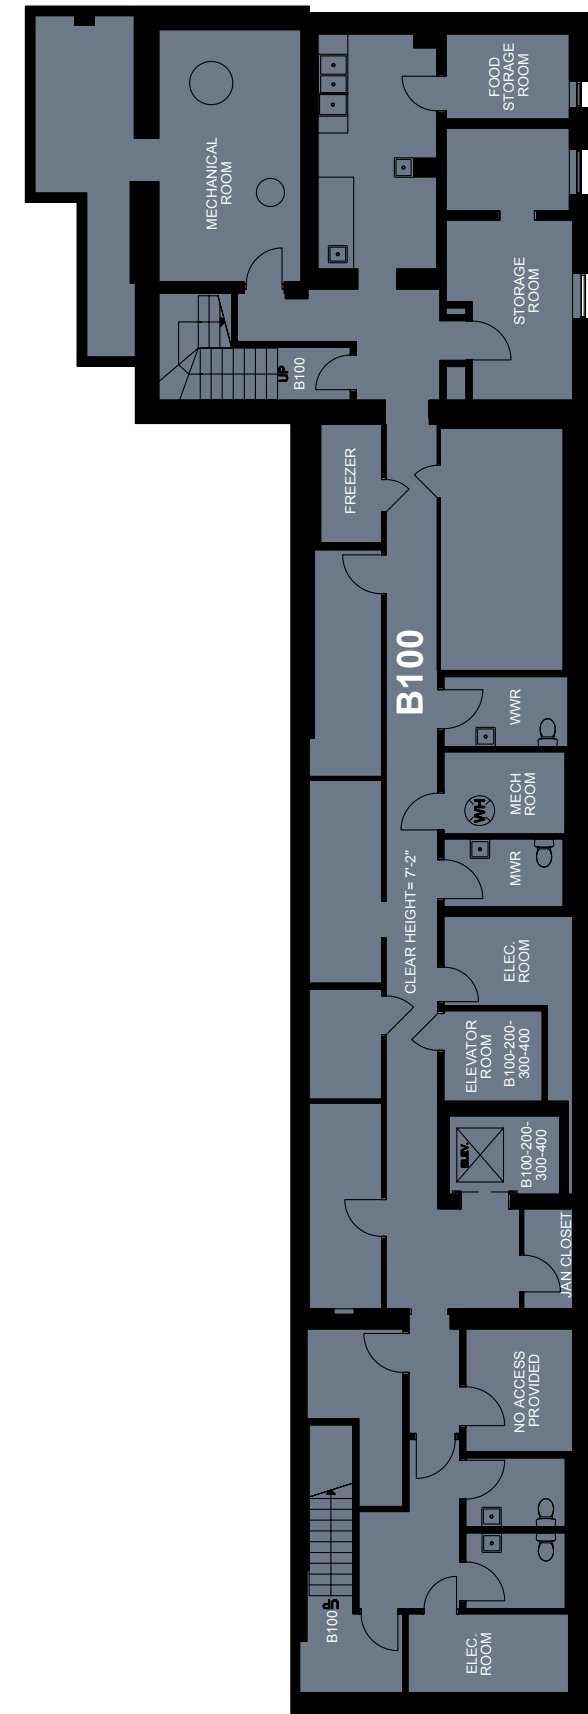 FOOD
STORAGE
ROOM
MECHANICAL
ROOM
STORAGE
ROOM
UP
B100
FREEZER
B100
WWR
MECH
ROOM
WH
MWR
CLEAR HEIGHT= 7'-2"
ELEC.
ROOM
ELEVATOR
ROOM
B100-200-
300-400
ELEV.
B100-200-
300-400
JAN CLOSET
NO ACCESS
PROVIDED
UP
B100
ELEC.
ROOM